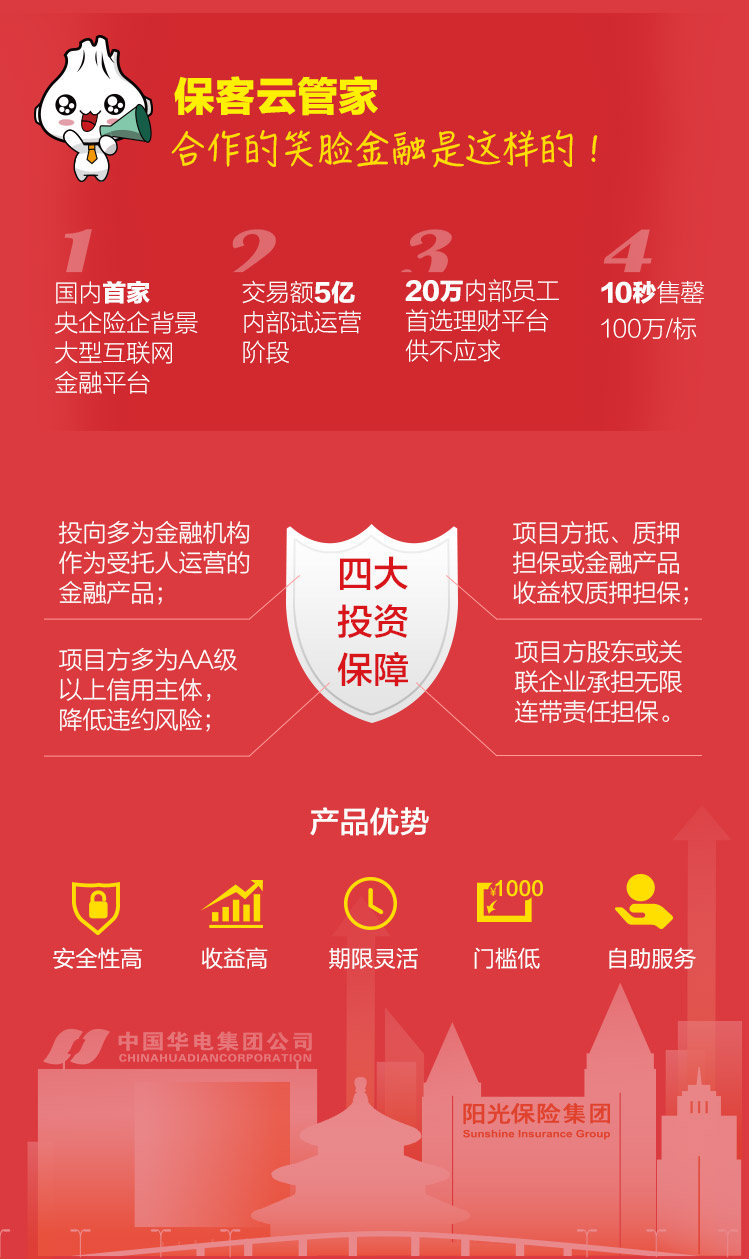 保客云管家
合作的笑脸金融是这样的！
1
国内首家
央企险企背景
大型互联网
金融平台
2
交易额5亿
内部试运营
阶段
3
20万内部员工
首选理财平台
供不应求
4
10秒售罄
100万/标
投向多为金融机构
作为受托人运营的
金融产品；
项目方多为AA级
以上信用主体，
降低违约风险；
四大
投资
保障
项目方抵、质押
担保或金融产品
收益权质押担保；
项目方股东或关
联企业承担无限
连带责任担保。
产品优势
安全性高
收益高
期限灵活
¥1000
门槛低
自助服务
中国华电集团公司
CHINAHUADIANCORPORATION
阳光保险集团
Sunshine Insurance Group